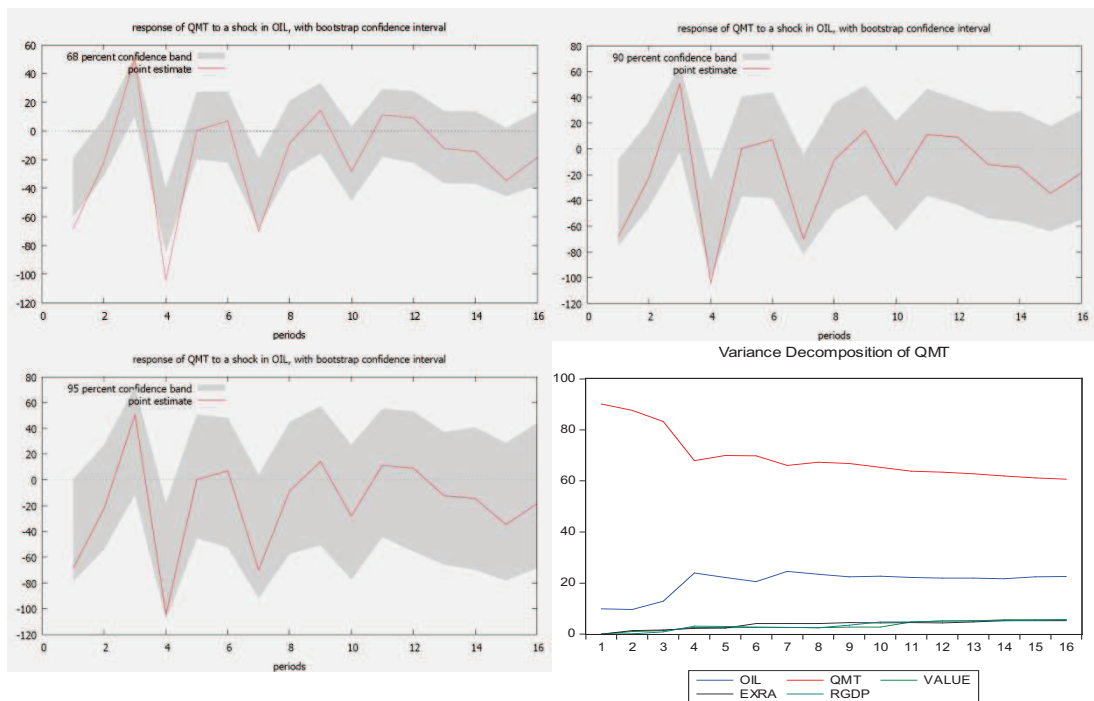 response of QMT to a shock in OIL, with bootstrap confidence interval
60
40
20
0
-20
-40
-60
-80
-100
-120
68 percent confidence band
point estimate
0 2 4 6 8 10 12 14 16
periods
response of QMT to a shock in OIL, with bootstrap confidence interval
80
60
40
20
0
-20
-40
-60
-80
-100
-120
90 percent confidence band
point estimate
0 2 4 6 8 10 12 14 16
periods
response of QMT to a shock in OIL, with bootstrap confidence interval
80
60
40
20
0
-20
-40
-60
-80
-100
-120
95 percent confidence band
point estimate
0 2 4 6 8 10 12 14 16
periods
Variance Decomposition of QMT
100
80
60
40
20
0
1 2 3 4 5 6 7 8 9 10 11 12 13 14 15 16
OIL QMT VALUE
EXRA RGDP